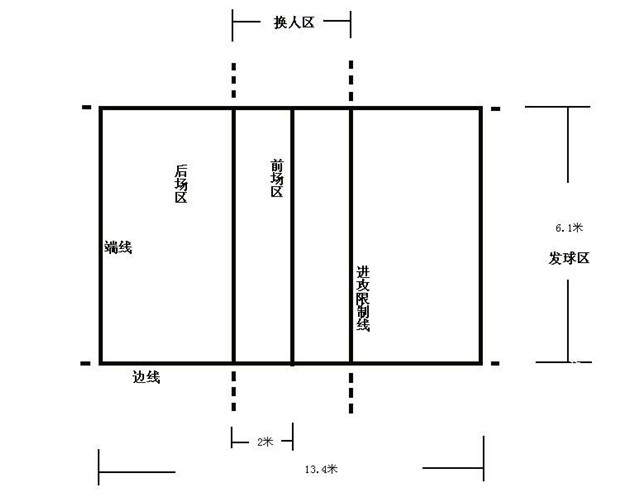 换人区
后场区
前场区
端线
进攻限制线
6.1米
发球区
边线
2米
13.4米